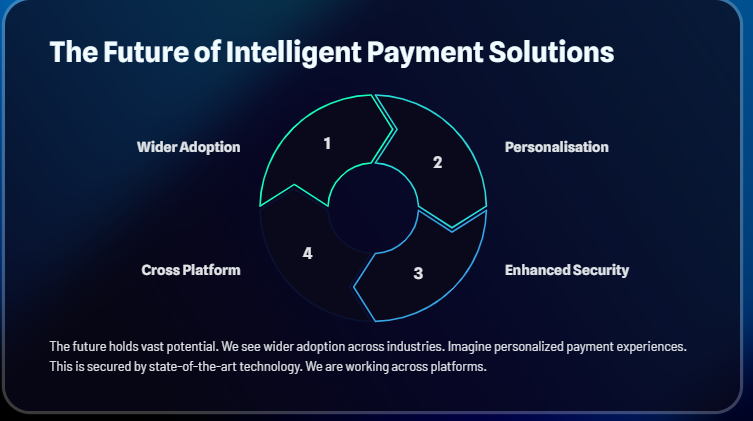 The Future of Intelligent Payment Solutions
Wider Adoption
1
2
Personalisation
Cross Platform
4
3
Enhanced Security
The future holds vast potential. We see wider adoption across industries. Imagine personalized payment experiences.
This is secured by state-of-the-art technology. We are working across platforms.